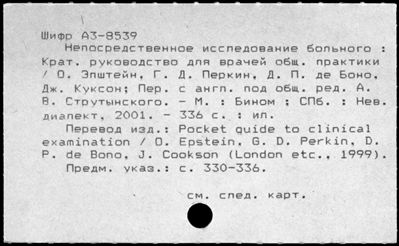 Шифр А3-8539
Непосредственное исследование больного :
Крат. руководство для врачей общ. практики
/ О. Эпштейн, Г. Д. Перкин, Д. П. де Боно,
Дж. Куксон; Пер. с англ. под общ. ред. А.
В. Струтынского. - М. : Бином ; СПб. : Нев.
диалект, 2001. - 336 с. : ил.
Перевод изд.: Pocket guide to clinical
examination / O. Epstein, G. D. Perkin, D.
P. de Bono, J. Cookson (London etc., 1999).
Предм. указ.: с. 330-336.
см. след. карт.